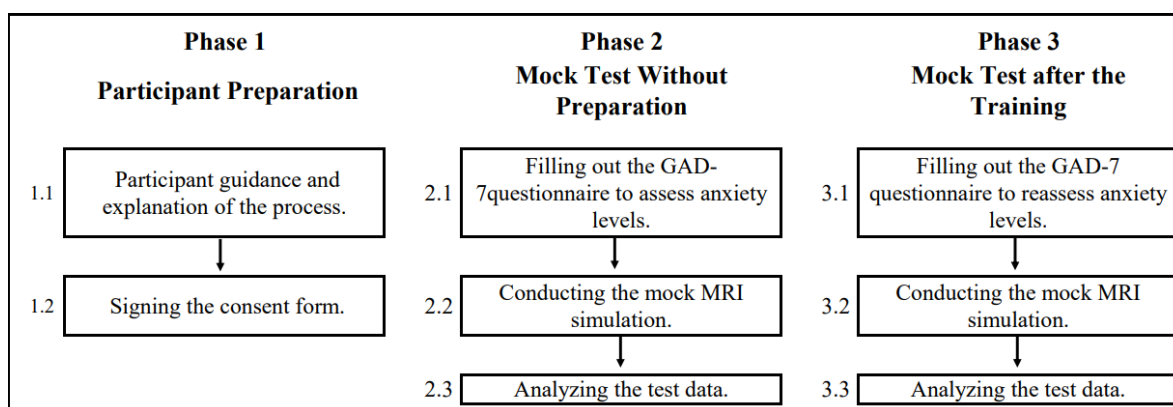 Phase 1
Participant Preparation
1.1
Participant guidance and
explanation of the process.
1.2
Signing the consent form.
Phase 2
Mock Test Without
Preparation
2.1
Filling out the GAD-
7questionnaire to assess anxiety
levels.
2.2
Conducting the mock MRI
simulation.
2.3
Analyzing the test data.
Phase 3
Mock Test after the
Training
3.1
Filling out the GAD-7
questionnaire to reassess anxiety
levels.
3.2
Conducting the mock MRI
simulation.
3.3
Analyzing the test data.